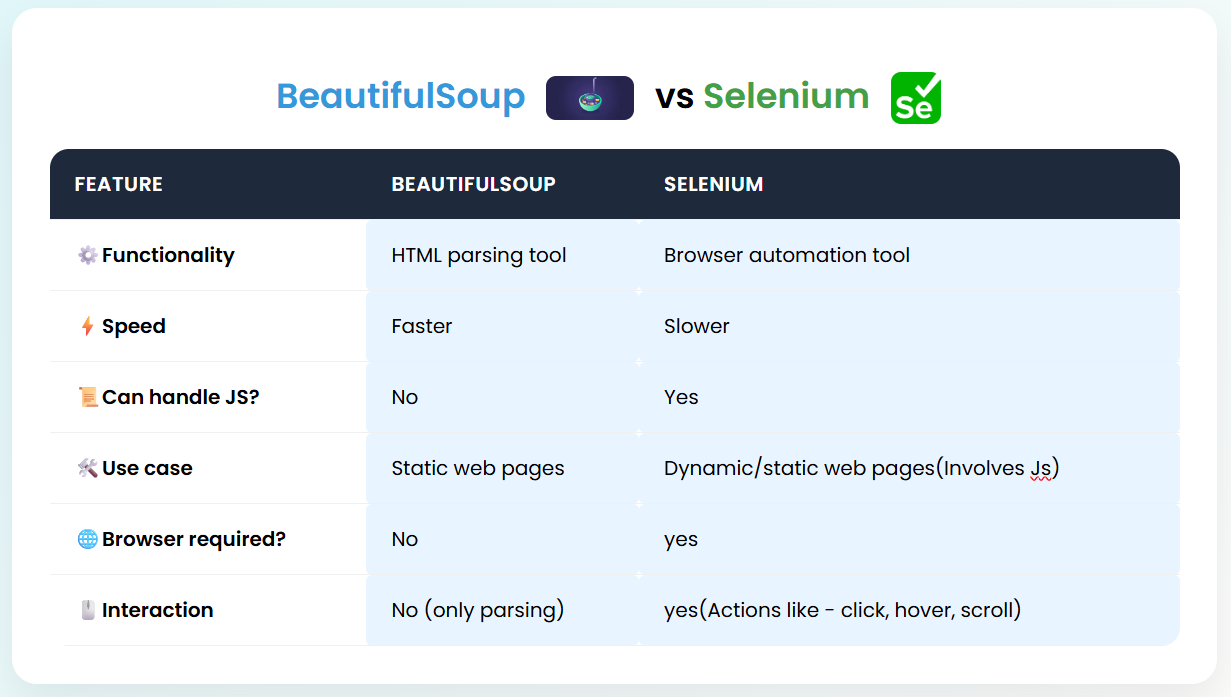 BeautifulSoup vs Selenium Se
FEATURE BEAUTIFULSOUP SELENIUM
Functionality HTML parsing tool Browser automation tool
Speed Faster Slower
Can handle JS? No Yes
Use case Static web pages Dynamic/static web pages(Involves Js)
Browser required? No yes
Interaction No (only parsing) yes(Actions like - click, hover, scroll)